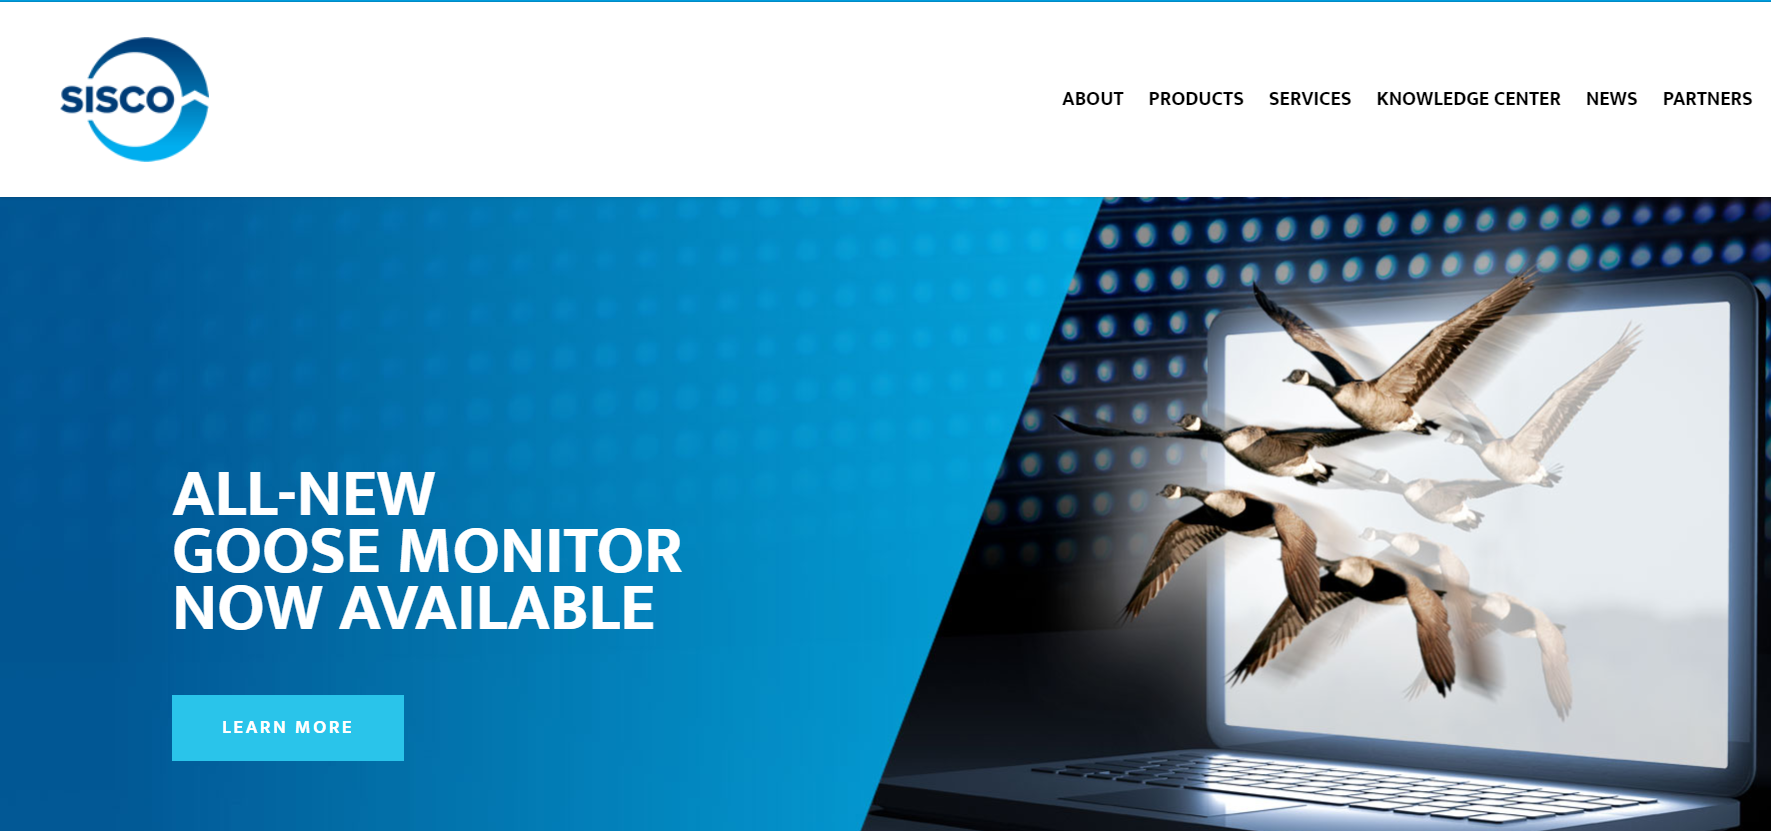 SISCO
ABOUT PRODUCTS SERVICES KNOWLEDGE CENTER NEWS PARTNERS
ALL-NEW
GOOSE MONITOR
NOW AVAILABLE
LEARN MORE